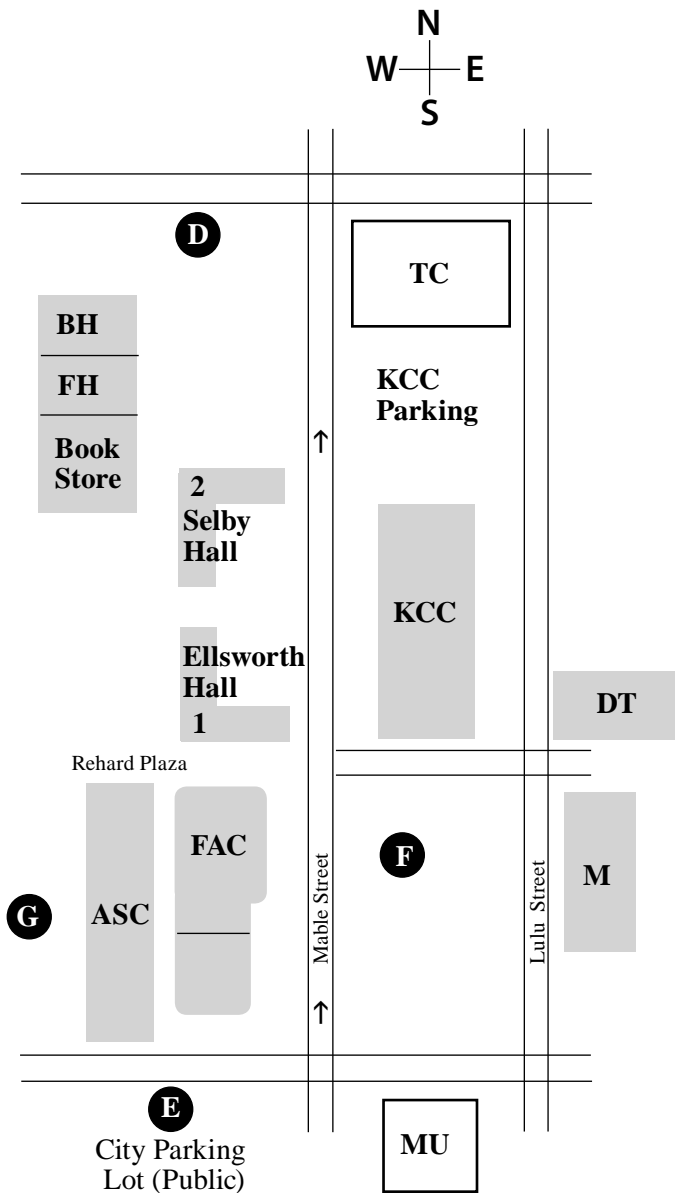 N
W E
S
D
TC
BH
FH
KCC
Parking
Book
Store
2
Selby
Hall
KCC
Ellsworth
Hall
1
DT
Rehard Plaza
FAC
F
M
G
ASC
Mable Street
Lulu Street
E
City Parking
Lot (Public)
MU